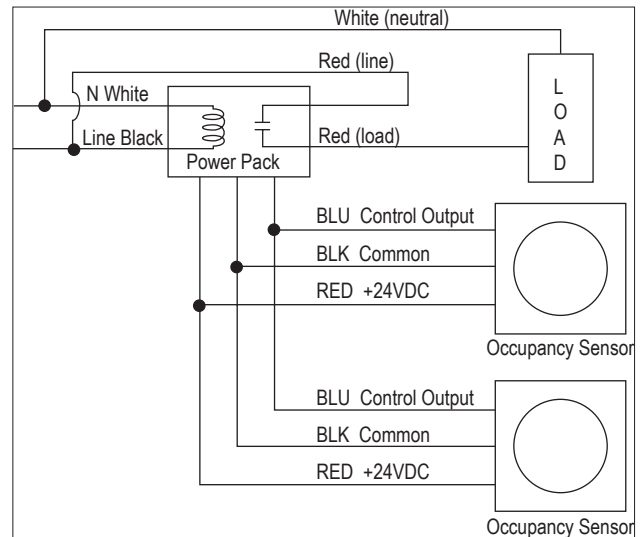 White (neutral)
Red (line)
N White
Line Black
Power Pack
Red (load)
LOAD
BLU Control Output
BLK Common
RED +24VDC
Occupancy Sensor
BLU Control Output
BLK Common
RED +24VDC
Occupancy Sensor